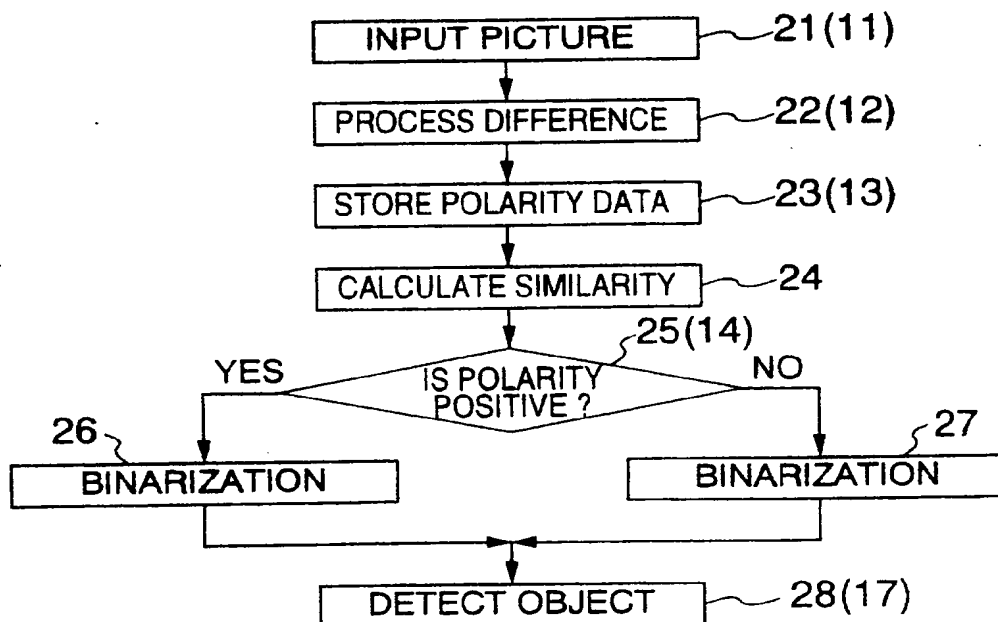 INPUT PICTURE 21(11)
PROCESS DIFFERENCE 22(12)
STORE POLARITY DATA 23(13)
CALCULATE SIMILARITY 24
25(14)
YES
IS POLARITY
POSITIVE ?
NO
26
BINARIZATION
27
BINARIZATION
DETECT OBJECT 28(17)